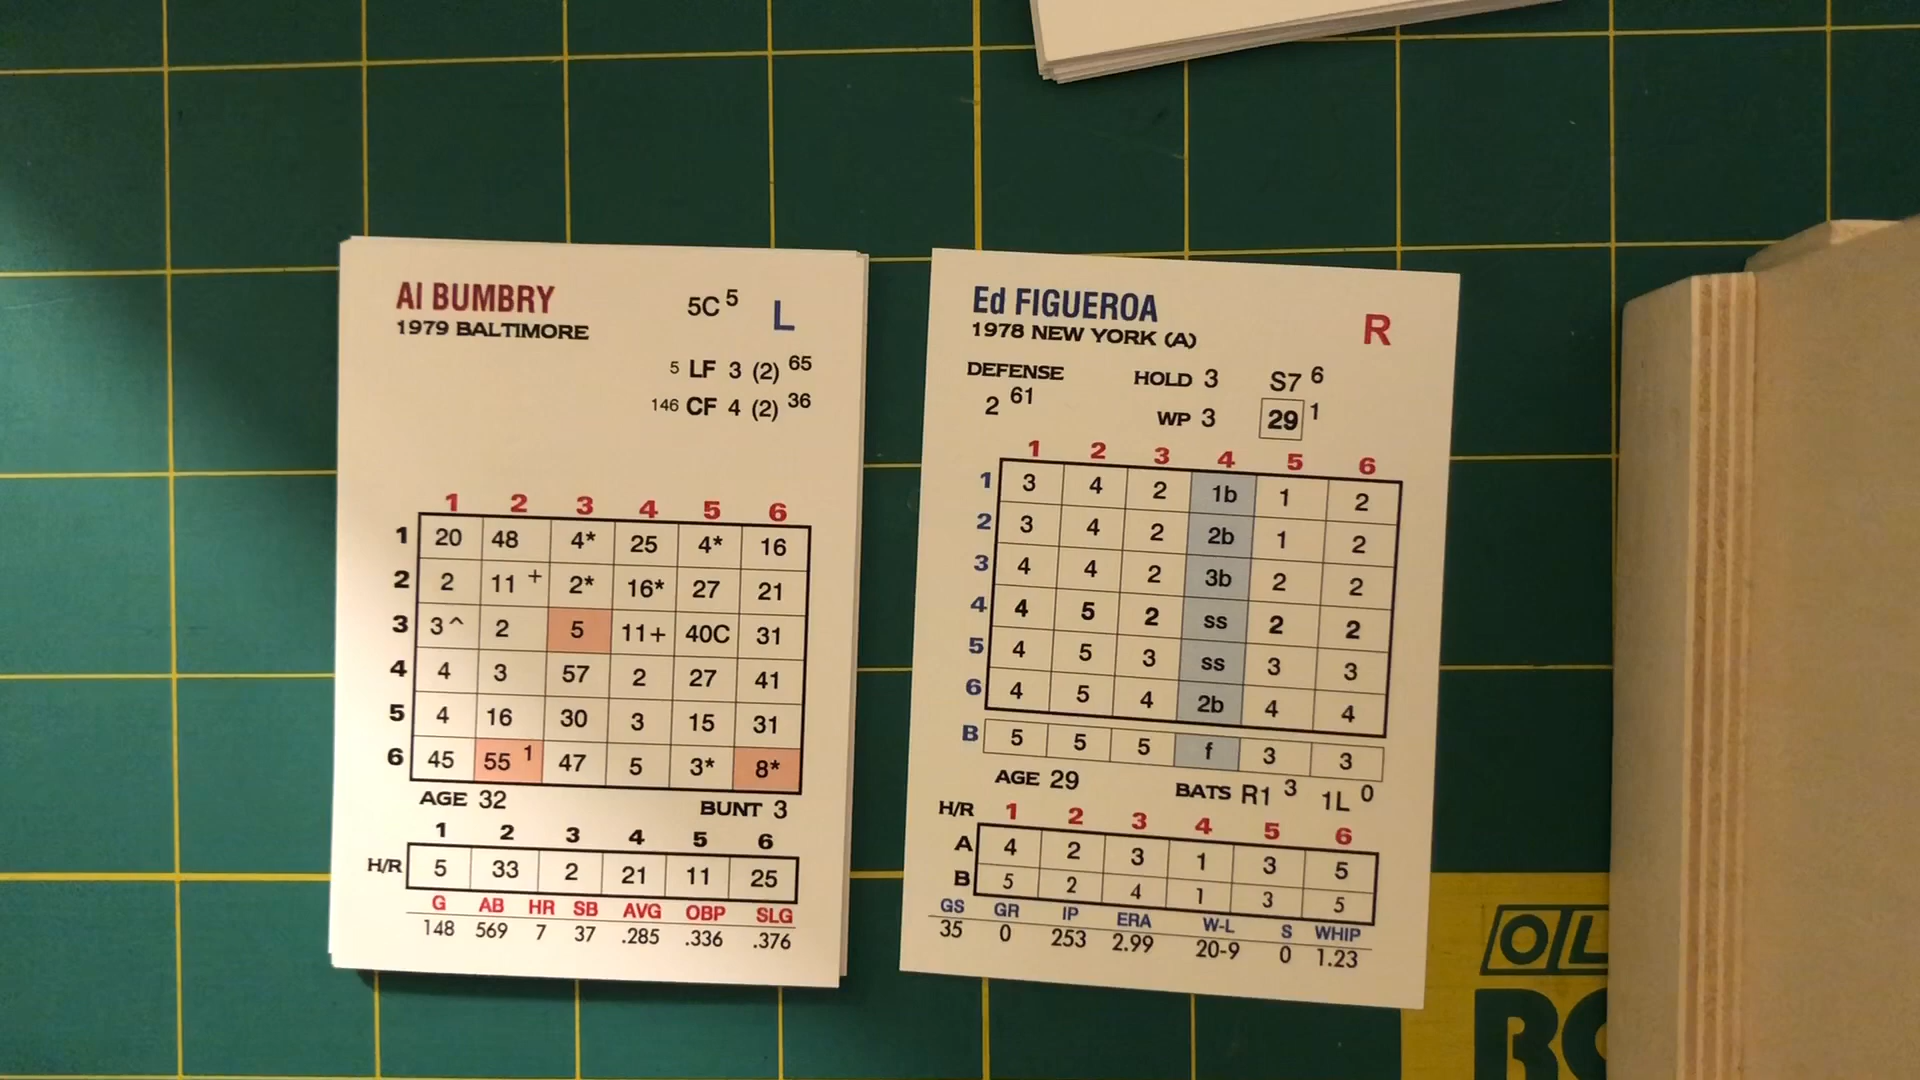 Al BUMBRY 5C 5 L
1979 BALTIMORE
5 LF 3 (2) 65
146 CF 4 (2) 36
1 2 3 4 5 6
1 20 48 4* 25 4* 16
2 2 11 + 2* 16* 27 21
3 3^ 2 5 11+ 40C 31
4 4 3 57 2 27 41
5 4 16 30 3 15 31
6 45 55 1 47 5 3* 8*
AGE 32 BUNT 3
1 2 3 4 5 6
H/R 5 33 2 21 11 25
G AB HR SB AVG OBP SLG
148 569 7 37 .285 .336 .376
Ed FIGUEROA R
1978 NEW YORK (A)
DEFENSE HOLD 3 S7 6
2 61 WP 3 29 1
1 2 3 4 5 6
1 3 4 2 1b 1 2
2 3 4 2 2b 1 2
3 4 4 2 3b 2 2
4 4 5 2 ss 2 2
5 4 5 3 ss 3 3
6 4 5 4 2b 4 4
B 5 5 5 f 3 3
AGE 29 BATS R1 3 1L 0
H/R 1 2 3 4 5 6
A 4 2 3 1 3 5
B 5 2 4 1 3 5
GS GR IP ERA W-L S WHIP
35 0 253 2.99 20-9 0 1.23